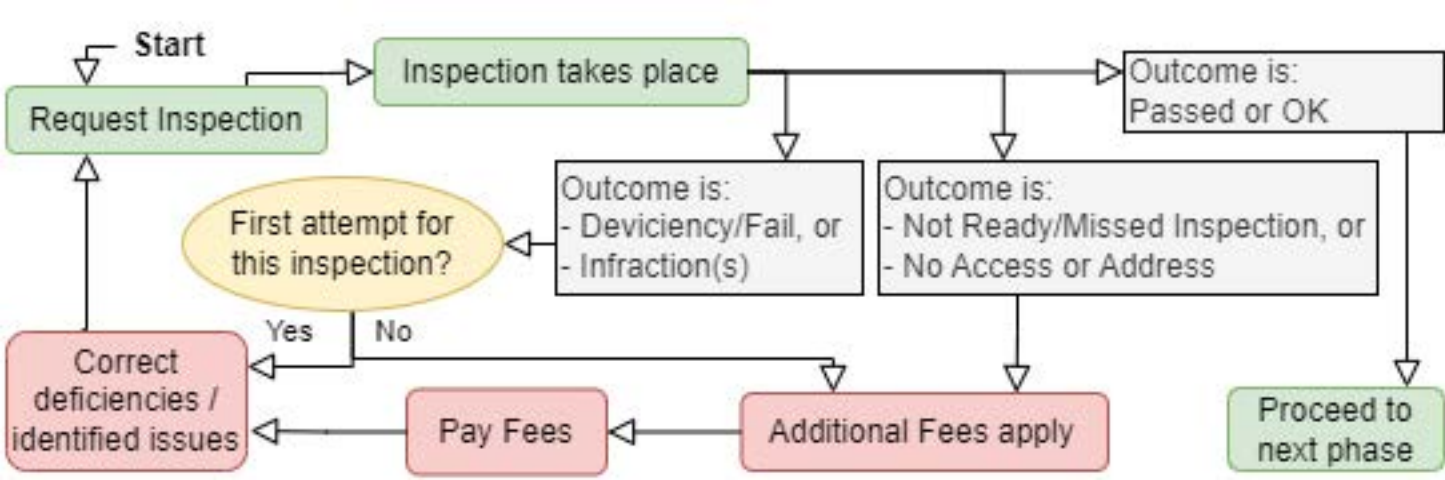 Start
Request Inspection
Inspection takes place
Outcome is:
Passed or OK
Outcome is:
- Deviciency/Fail, or
- Infraction(s)
Outcome is:
- Not Ready/Missed Inspection, or
- No Access or Address
First attempt for
this inspection?
Yes
No
Correct
deficiencies /
identified issues
Pay Fees
Additional Fees apply
Proceed to
next phase